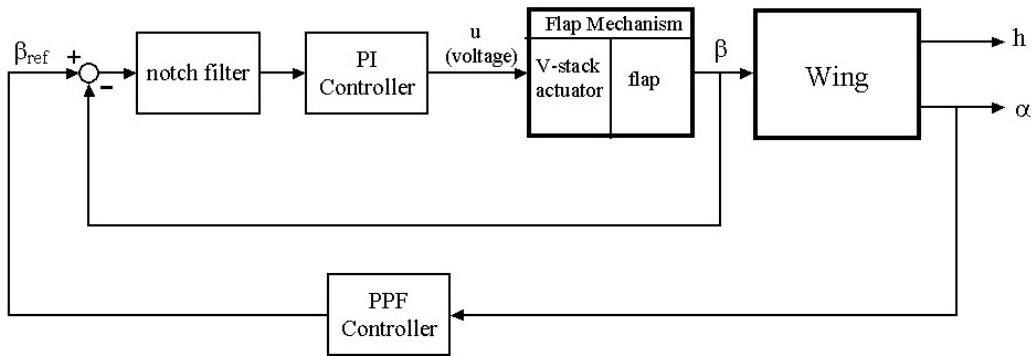 β_ref
+
−
notch filter
PI
Controller
u
(voltage)
Flap Mechanism
V-stack
actuator
flap
β
Wing
h
α
PPF
Controller